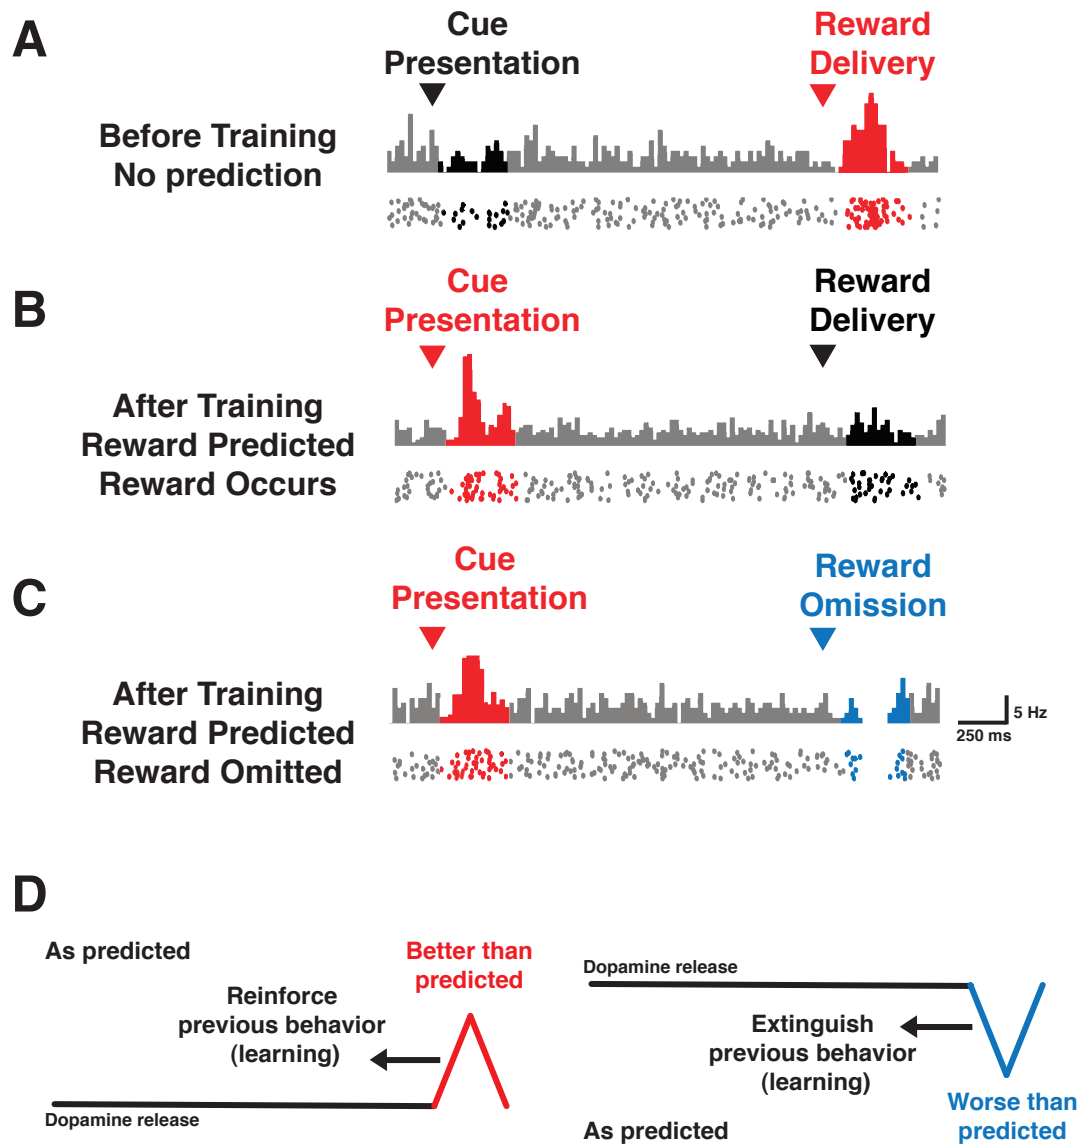 A
Cue
Presentation
Reward
Delivery
Before Training
No prediction
B
Cue
Presentation
Reward
Delivery
After Training
Reward Predicted
Reward Occurs
C
Cue
Presentation
Reward
Omission
After Training
Reward Predicted
Reward Omitted
5 Hz
250 ms
D
As predicted
Better than
predicted
Reinforce
previous behavior
(learning)
Dopamine release
Dopamine release
Extinguish
previous behavior
(learning)
Worse than
predicted
As predicted